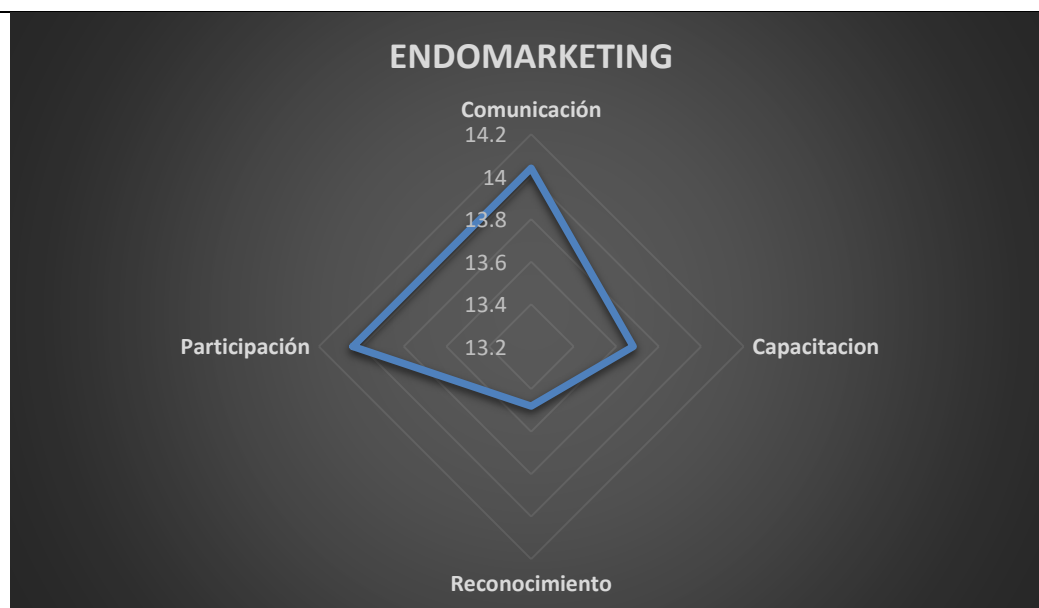 ENDOMARKETING
Comunicación
14.2
14
13.8
13.6
13.4
Participación
13.2
Capacitacion
Reconocimiento